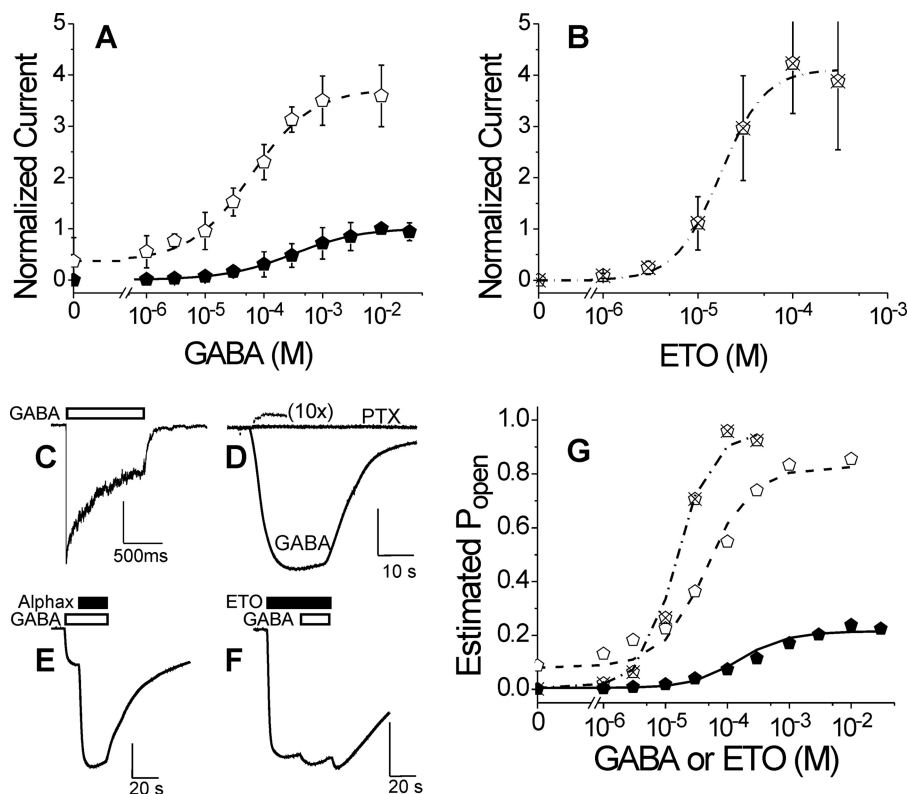 A
Normalized Current
5
4
3
2
1
0
0 10⁻⁶ 10⁻⁵ 10⁻⁴ 10⁻³ 10⁻²
GABA (M)
B
Normalized Current
5
4
3
2
1
0
0 10⁻⁶ 10⁻⁵ 10⁻⁴ 10⁻³
ETO (M)
GABA
C
500ms
(10x)
PTX
D
GABA
10 s
Alphax
GABA
E
20 s
ETO
GABA
F
20 s
G
Estimated Popen
1.0
0.8
0.6
0.4
0.2
0.0
0 10⁻⁶ 10⁻⁵ 10⁻⁴ 10⁻³ 10⁻²
GABA or ETO (M)